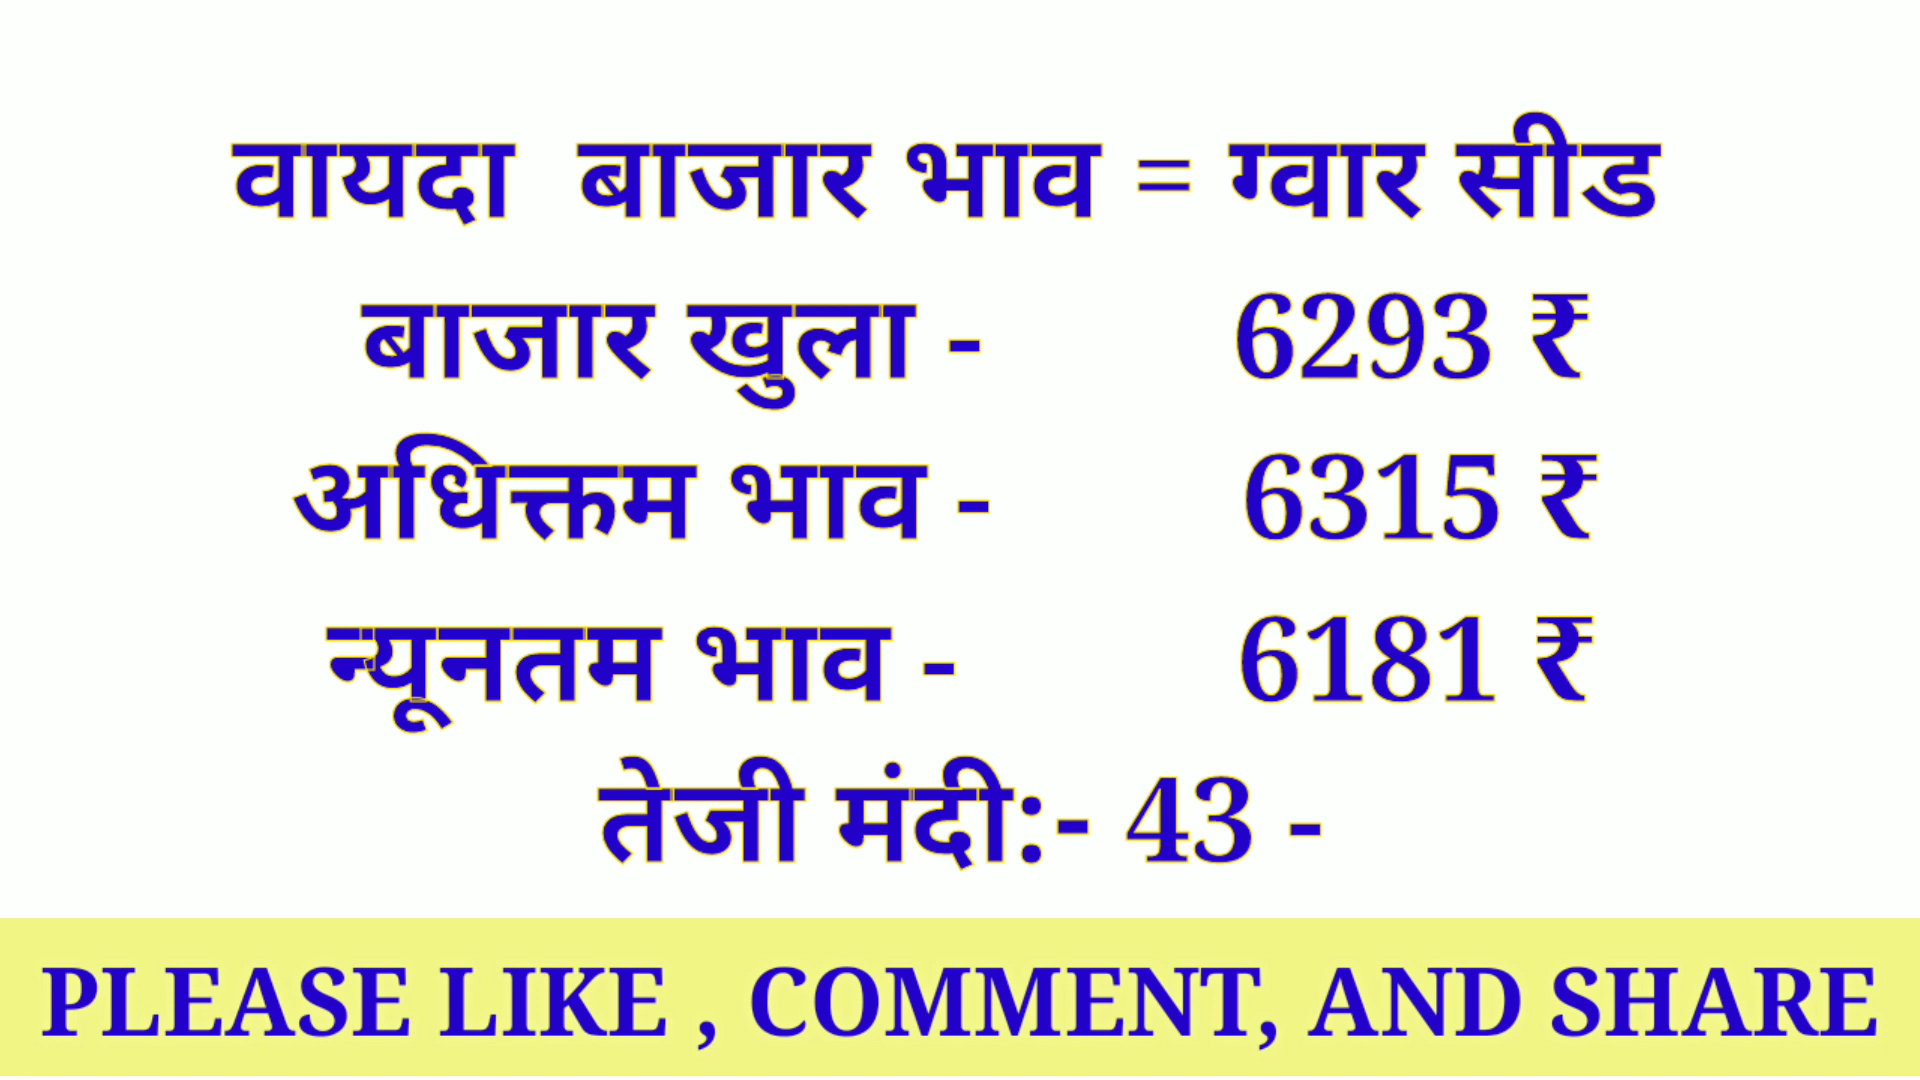 वायदा बाजार भाव = ग्वार सीड
बाजार खुला - 6293 ₹
अधिक्तम भाव - 6315 ₹
न्यूनतम भाव - 6181 ₹
तेजी मंदी:- 43 -
PLEASE LIKE , COMMENT, AND SHARE